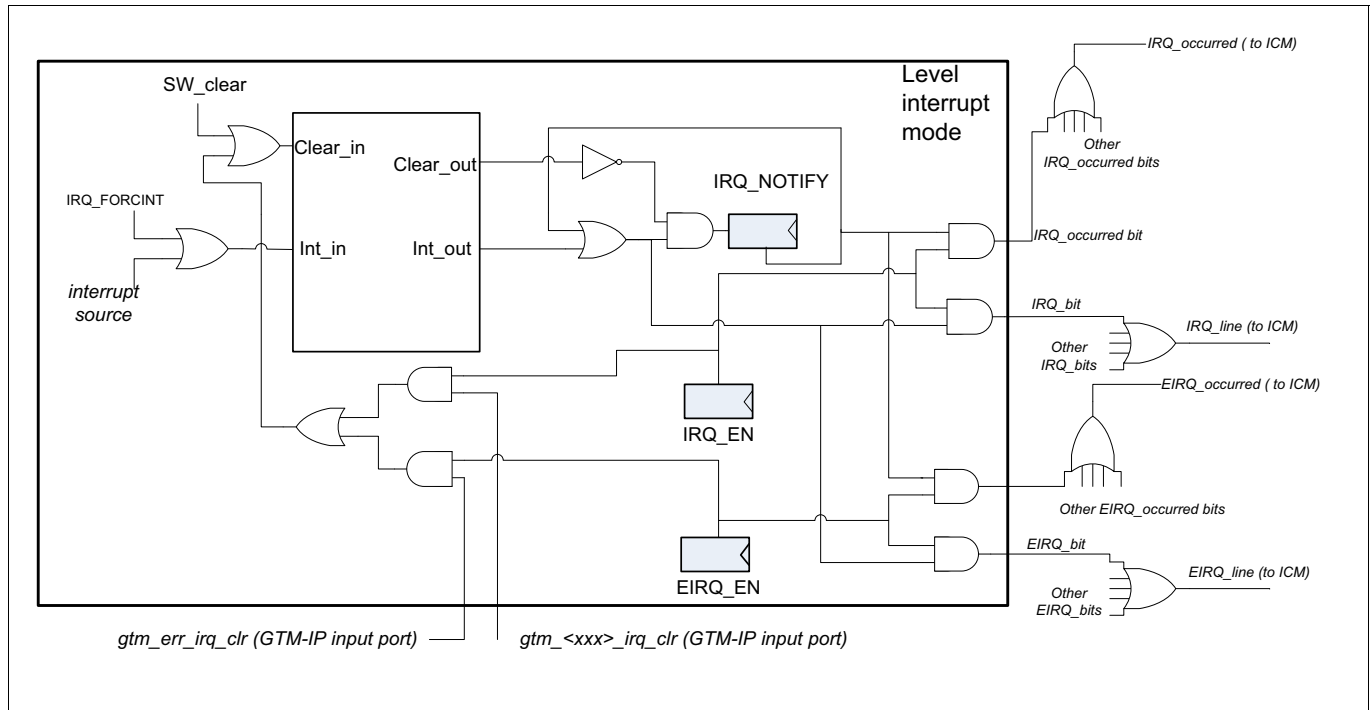 IRQ_occurred ( to ICM)
Level
interrupt
mode
SW_clear
Clear_in
Clear_out
Other
IRQ_occurred bits
IRQ_NOTIFY
IRQ_FORCINT
IRQ_occurred bit
Int_in
Int_out
interrupt
source
IRQ_bit
IRQ_line (to ICM)
Other
IRQ_bits
EIRQ_occurred ( to ICM)
IRQ_EN
Other EIRQ_occurred bits
EIRQ_bit
EIRQ_line (to ICM)
EIRQ_EN
Other
EIRQ_bits
gtm_err_irq_clr (GTM-IP input port)
gtm_<xxx>_irq_clr (GTM-IP input port)